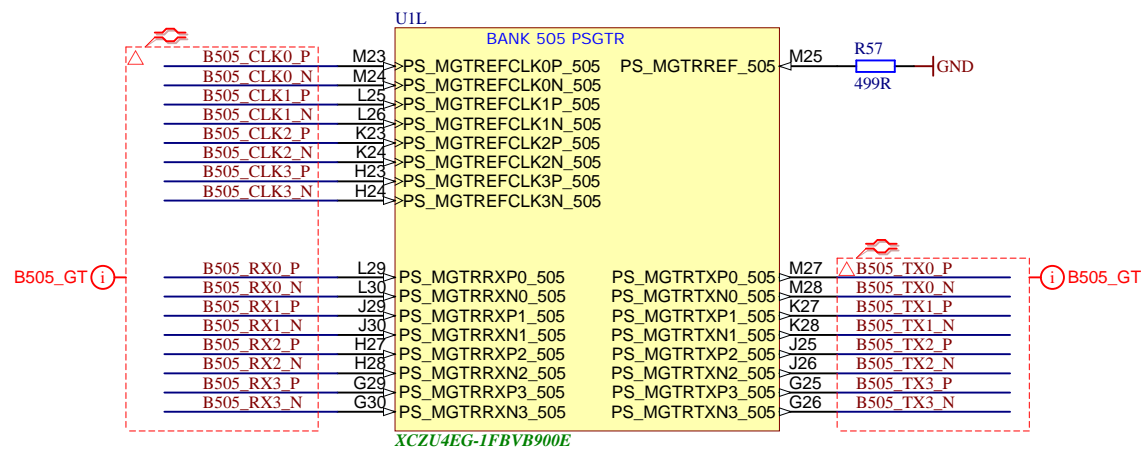 U1L
BANK 505 PSGTR
B505_CLK0_P M23 PS_MGTREFCLK0P_505 PS_MGTRREF_505 M25 R57 GND
499R
B505_CLK0_N M24 PS_MGTREFCLK0N_505
B505_CLK1_P L25 PS_MGTREFCLK1P_505
B505_CLK1_N L26 PS_MGTREFCLK1N_505
B505_CLK2_P K23 PS_MGTREFCLK2P_505
B505_CLK2_N K24 PS_MGTREFCLK2N_505
B505_CLK3_P H23 PS_MGTREFCLK3P_505
B505_CLK3_N H24 PS_MGTREFCLK3N_505
B505_GT i
B505_RX0_P L29 PS_MGTRRXP0_505 PS_MGTRTXP0_505 M27 B505_TX0_P
i B505_GT
B505_RX0_N L30 PS_MGTRRXN0_505 PS_MGTRTXN0_505 M28 B505_TX0_N
B505_RX1_P J29 PS_MGTRRXP1_505 PS_MGTRTXP1_505 K27 B505_TX1_P
B505_RX1_N J30 PS_MGTRRXN1_505 PS_MGTRTXN1_505 K28 B505_TX1_N
B505_RX2_P H27 PS_MGTRRXP2_505 PS_MGTRTXP2_505 J25 B505_TX2_P
B505_RX2_N H28 PS_MGTRRXN2_505 PS_MGTRTXN2_505 J26 B505_TX2_N
B505_RX3_P G29 PS_MGTRRXP3_505 PS_MGTRTXP3_505 G25 B505_TX3_P
B505_RX3_N G30 PS_MGTRRXN3_505 PS_MGTRTXN3_505 G26 B505_TX3_N
XCZU4EG-1FBVB900E